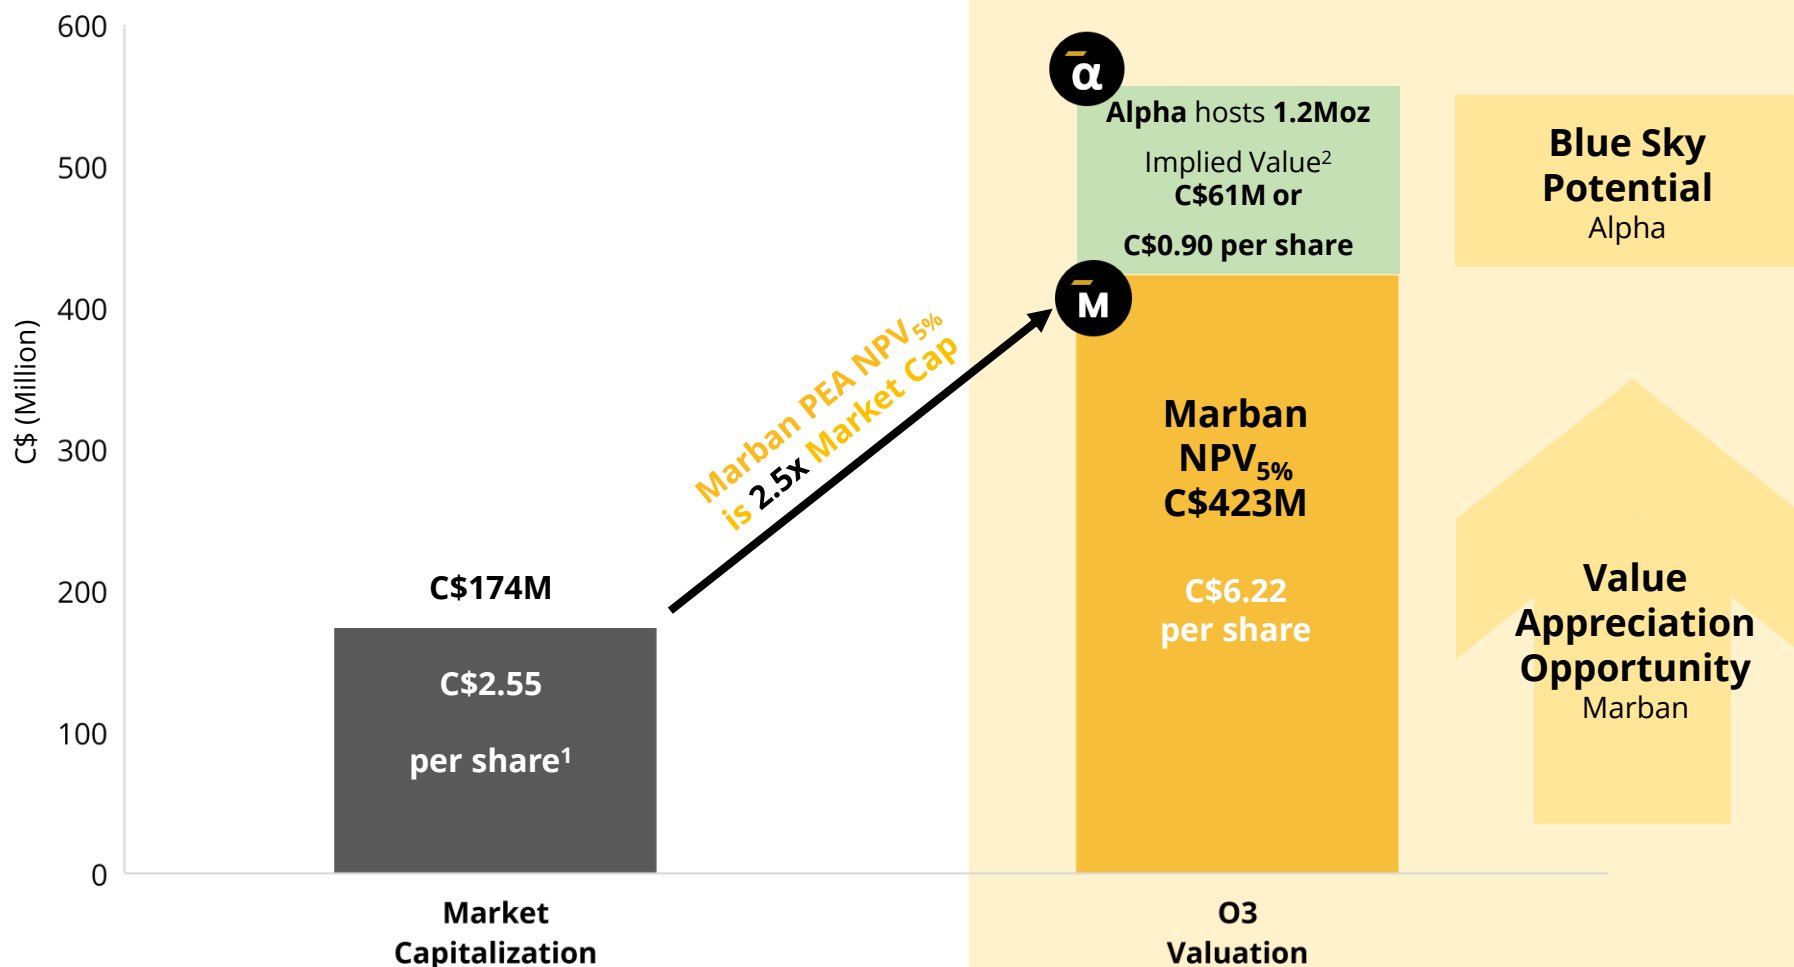 600
500
400
300
200
100
0
C$ (Million)
C$174M
C$2.55
per share¹
Market
Capitalization
Marban PEA NPV5%
is 2.5x Market Cap
α
Alpha hosts 1.2Moz
Implied Value²
C$61M or
C$0.90 per share
M
Marban
NPV5%
C$423M
C$6.22
per share
O3
Valuation
Blue Sky
Potential
Alpha
Value
Appreciation
Opportunity
Marban